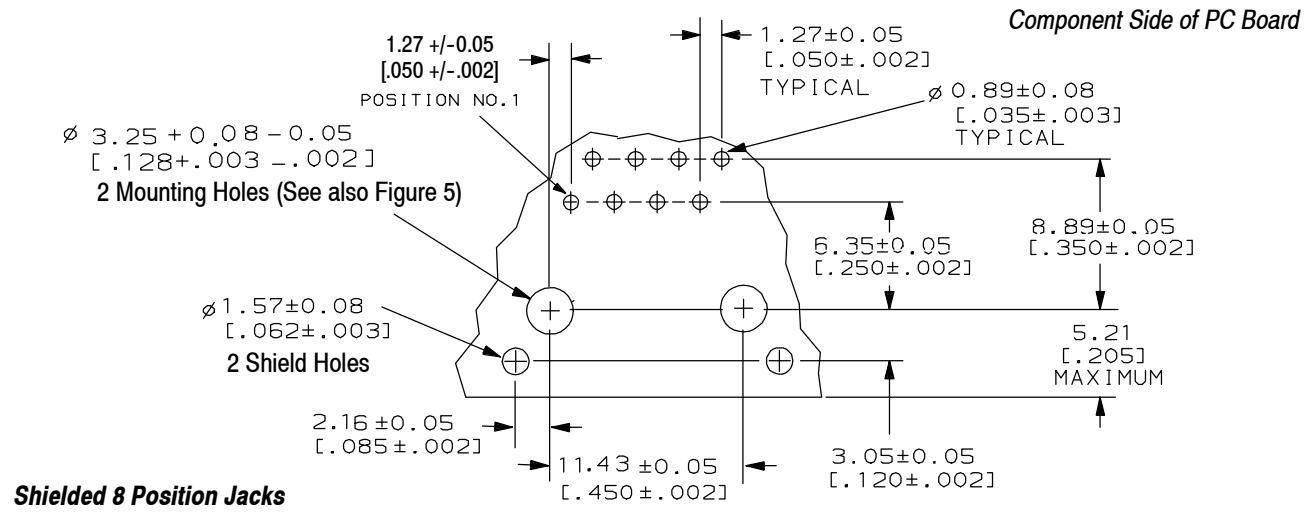 Component Side of PC Board
1.27 +/-0.05
[.050 +/-.002]
POSITION NO.1
1.27±0.05
[.050±.002]
TYPICAL
⌀ 0.89±0.08
[.035±.003]
TYPICAL
⌀ 3.25 +0.08 -0.05
[.128+.003 -.002]
2 Mounting Holes (See also Figure 5)
6.35±0.05
[.250±.002]
8.89±0.05
[.350±.002]
⌀1.57±0.08
[.062±.003]
2 Shield Holes
5.21
[.205]
MAXIMUM
2.16±0.05
[.085±.002]
11.43 ±0.05
[.450±.002]
3.05±0.05
[.120±.002]
Shielded 8 Position Jacks